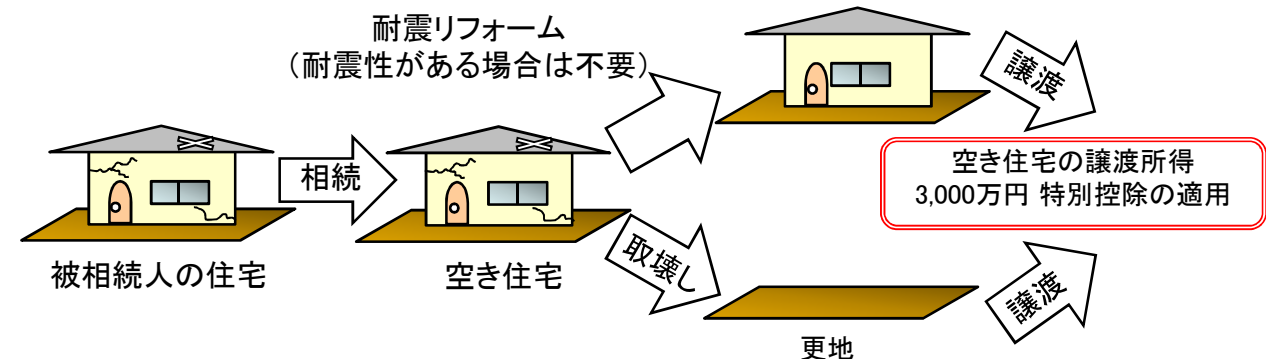 耐震リフォーム
（耐震性がある場合は不要）
譲渡
相続
空き住宅の譲渡所得
3,000万円 特別控除の適用
被相続人の住宅
空き住宅
取壊し
譲渡
更地